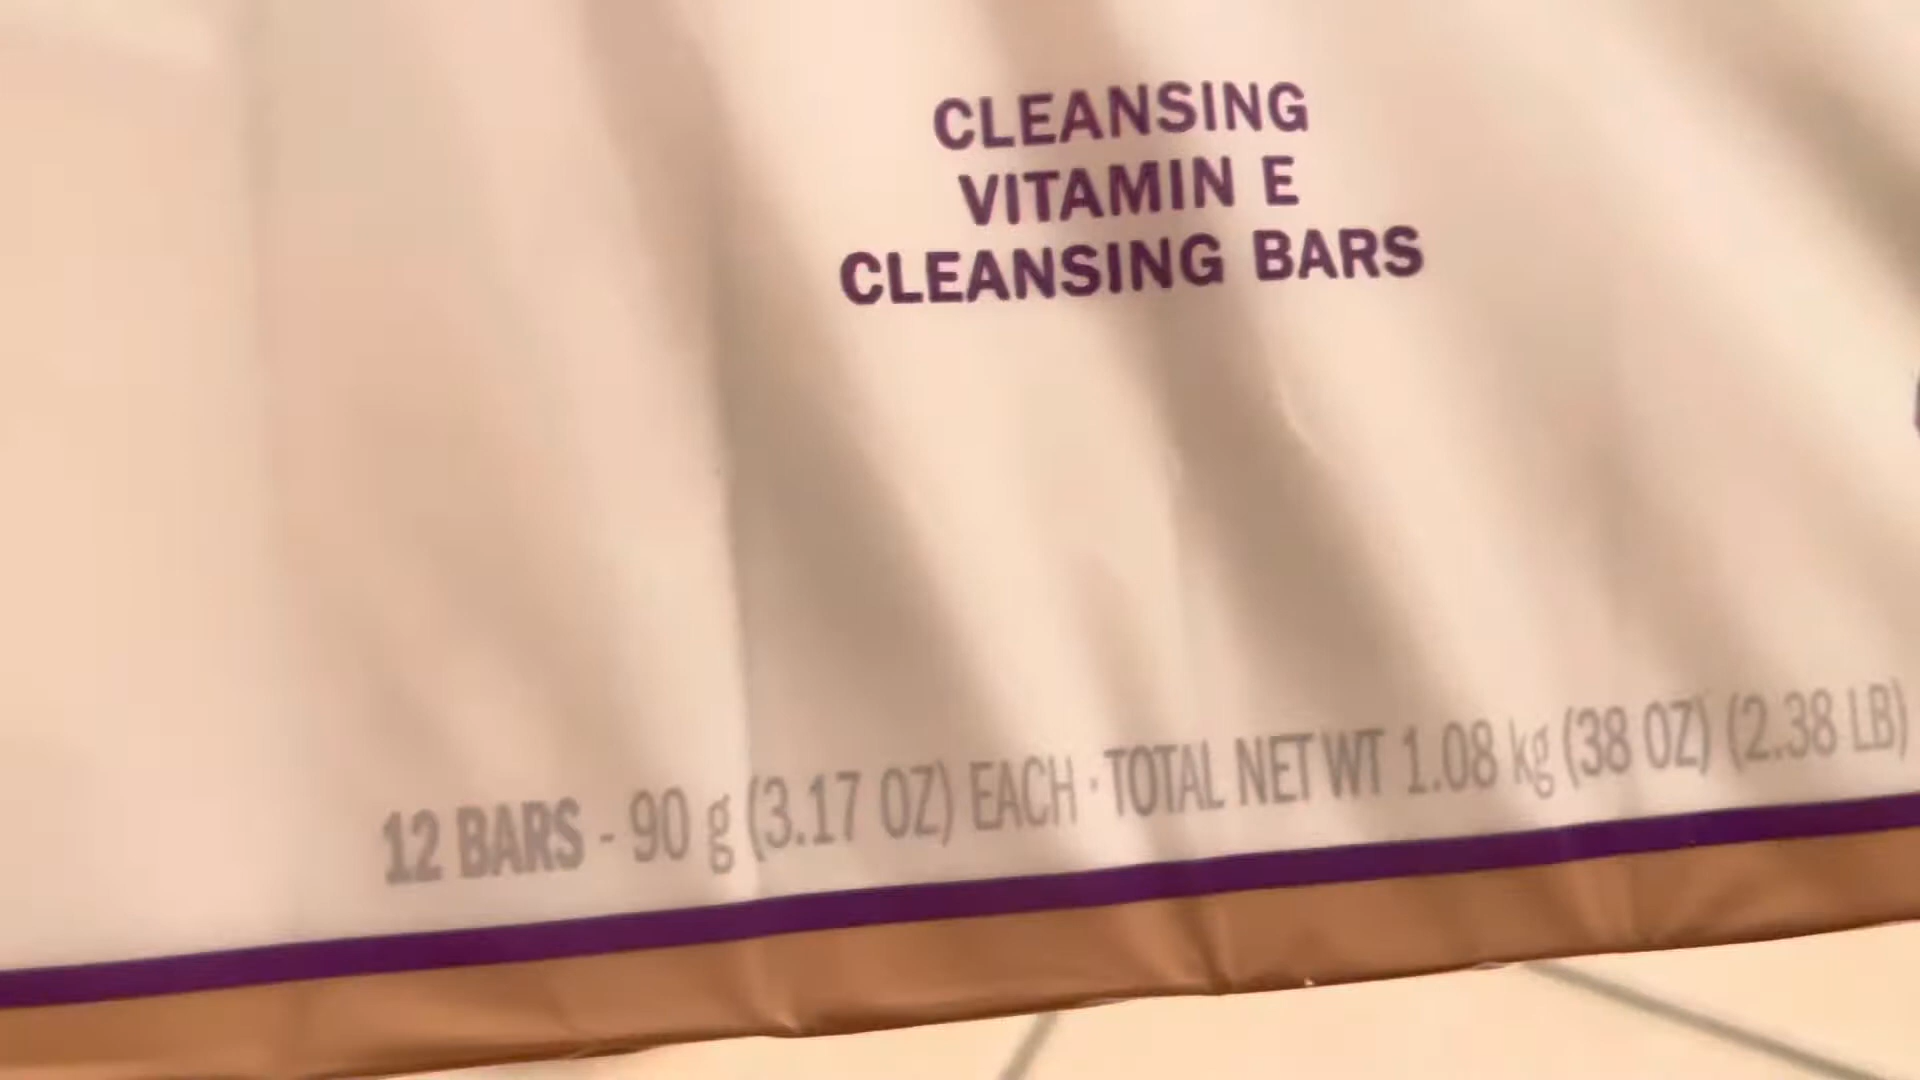 CLEANSING
VITAMIN E
CLEANSING BARS
12 BARS - 90 g (3.17 OZ) EACH · TOTAL NET WT 1.08 kg (38 OZ) (2.38 LB)